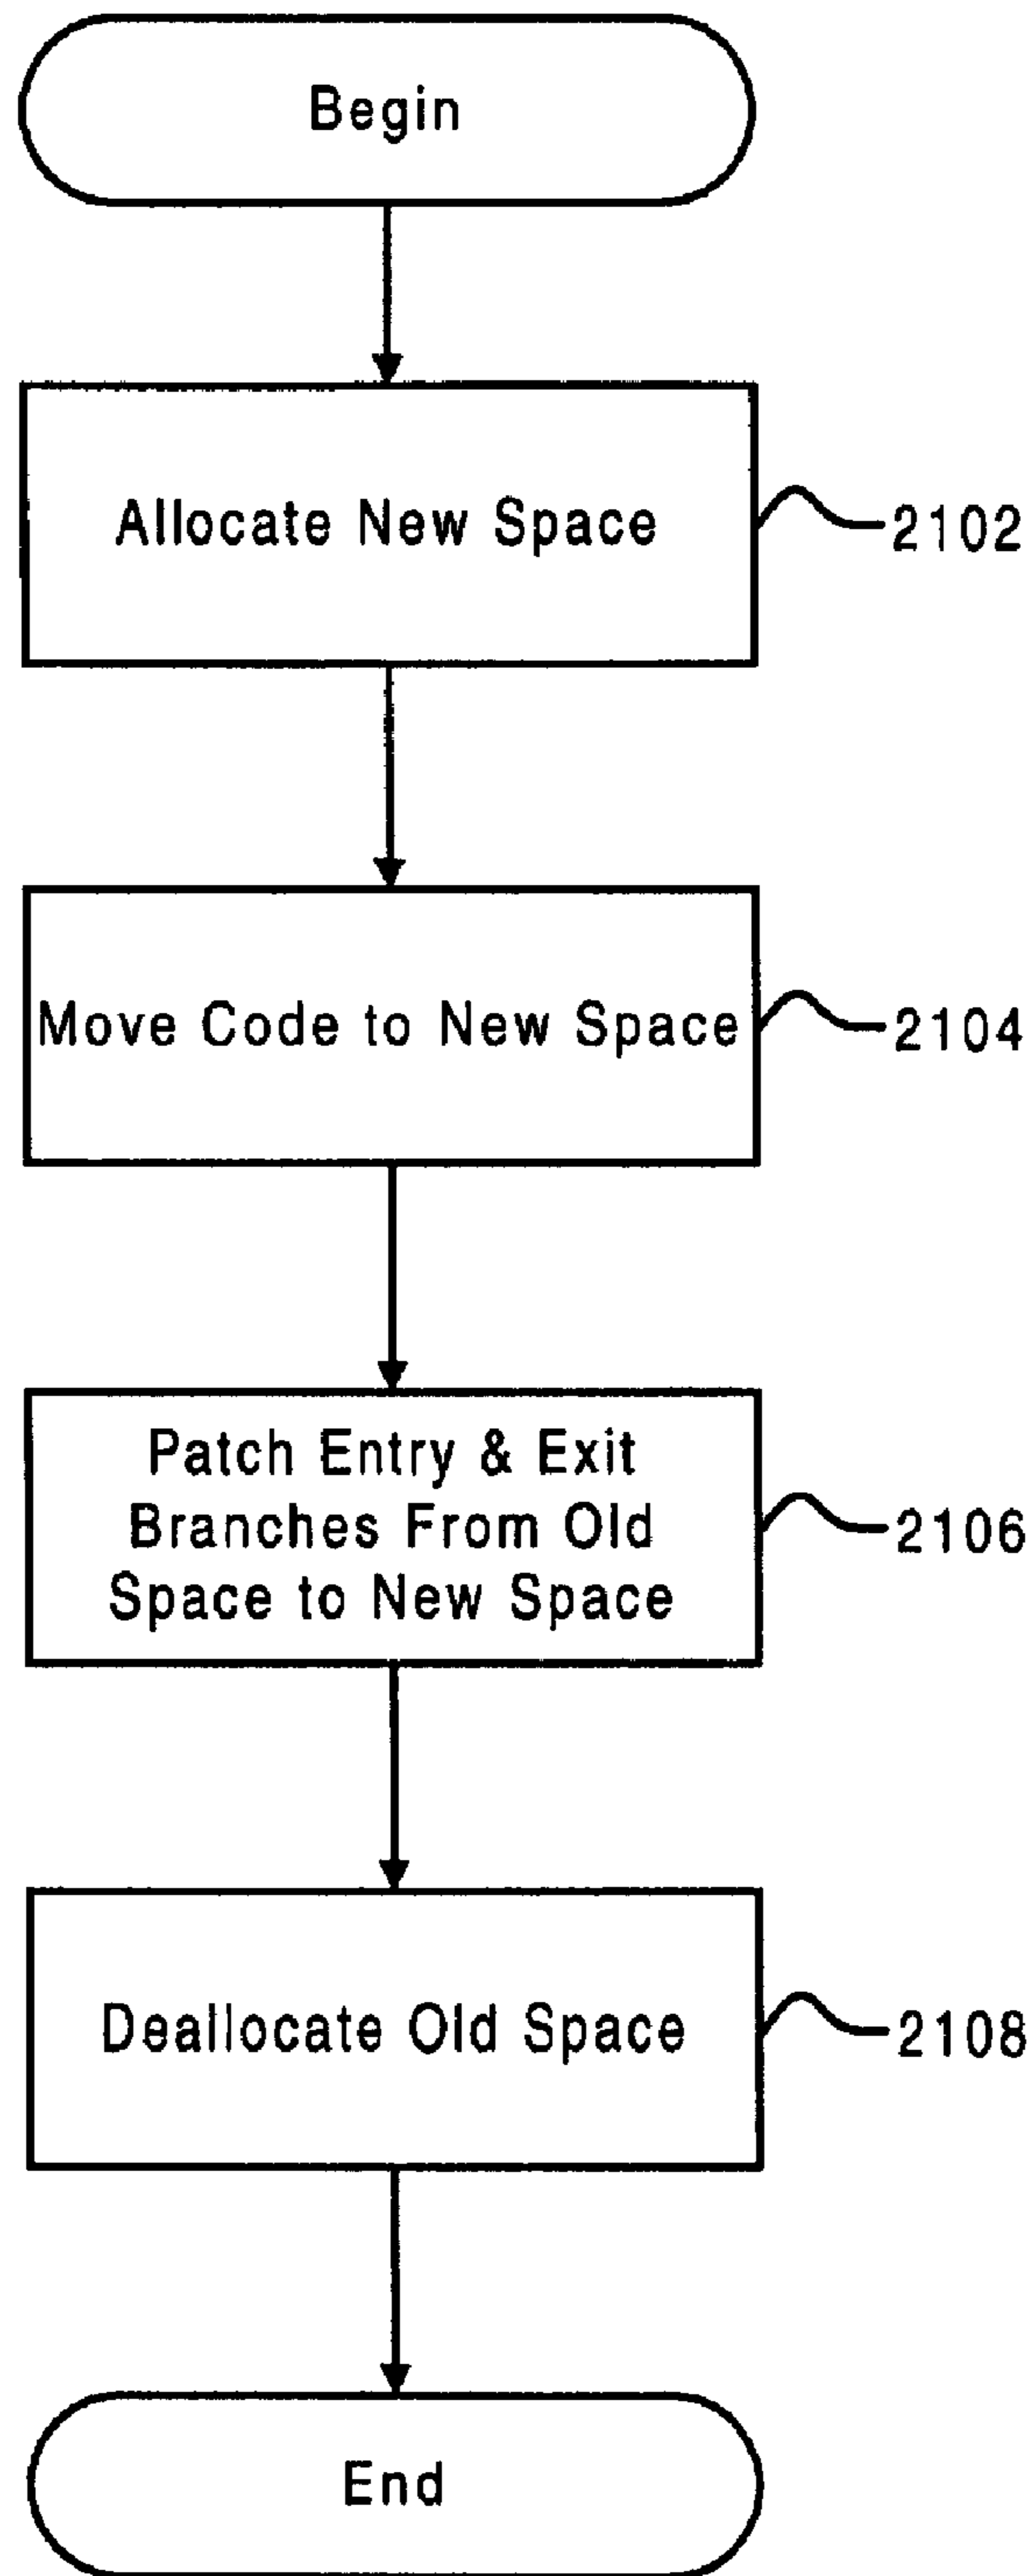 Begin
Allocate New Space
2102
Move Code to New Space
2104
Patch Entry & Exit
Branches From Old
Space to New Space
2106
Deallocate Old Space
2108
End